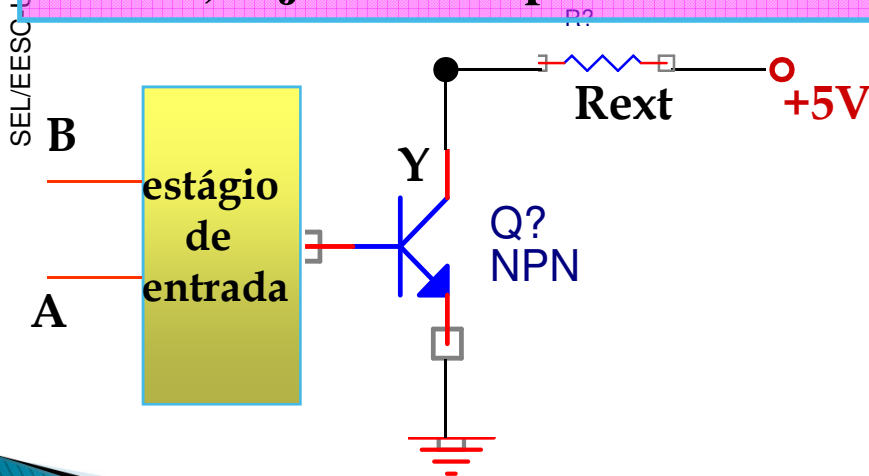 SEL/EESC
R?
Rext
+5V
B
Y
estágio
de
entrada
Q?
NPN
A